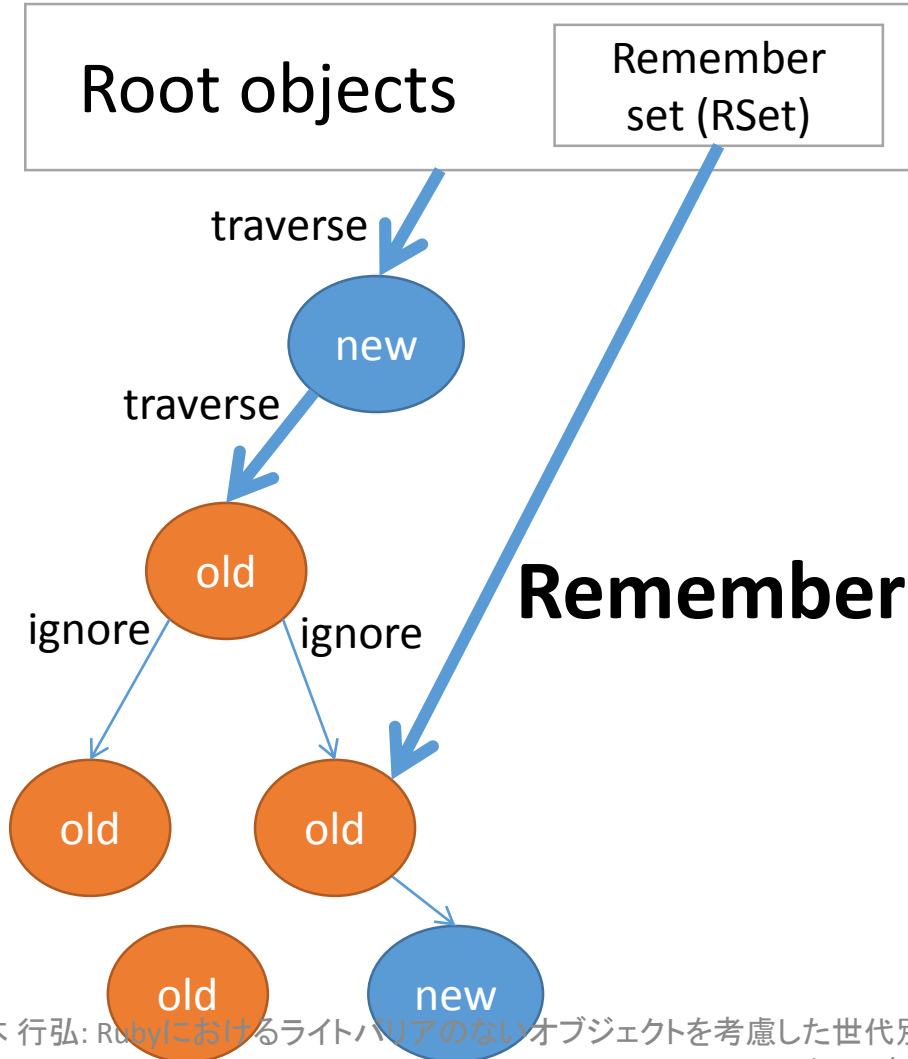 Root objects
Remember
set (RSet)
traverse
new
traverse
old
Remember
ignore
ignore
old
old
old
new
行弘: Rubyにおけるライトバリアのないオブジェクトを考慮した世代別